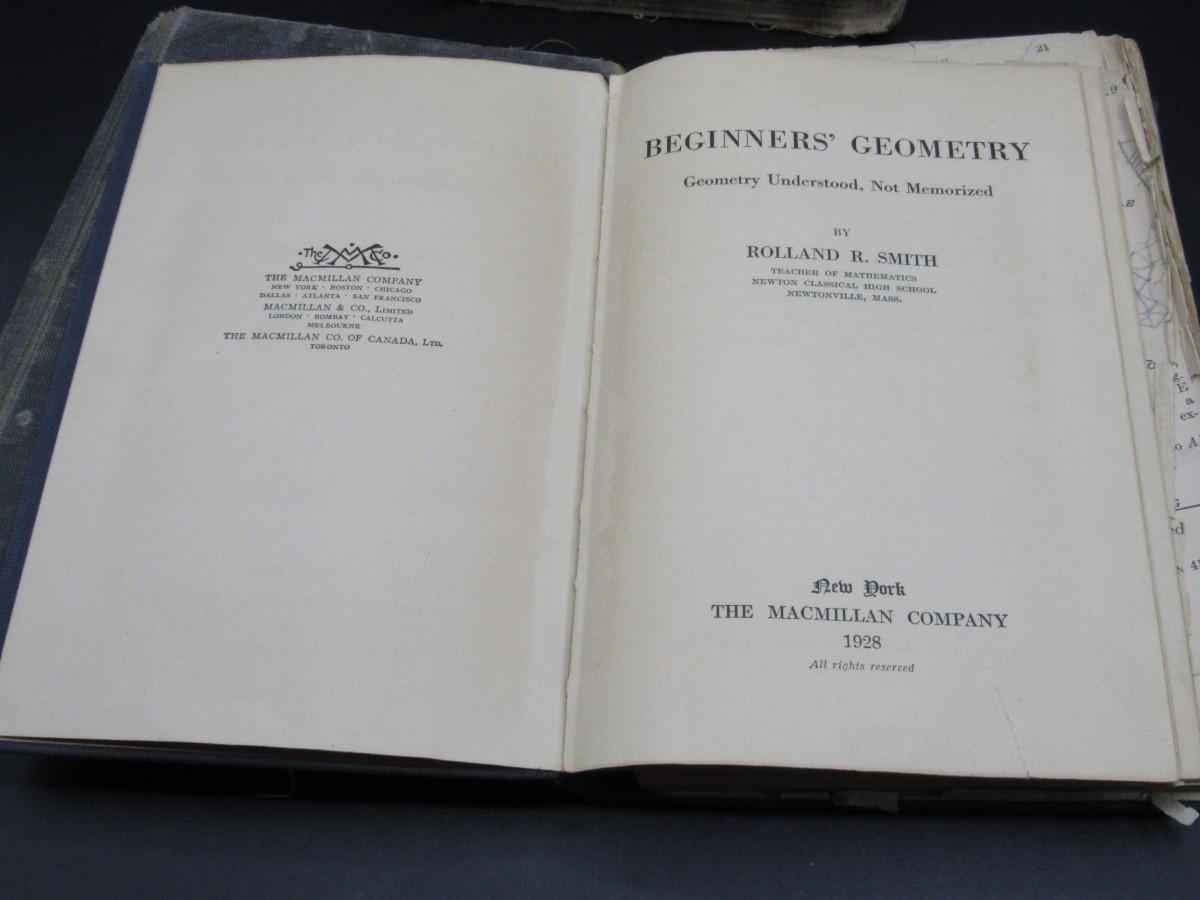 The M Co.
THE MACMILLAN COMPANY
NEW YORK · BOSTON · CHICAGO
DALLAS · ATLANTA · SAN FRANCISCO
MACMILLAN & CO., LIMITED
LONDON · BOMBAY · CALCUTTA
MELBOURNE
THE MACMILLAN CO. OF CANADA, LTD.
TORONTO
BEGINNERS' GEOMETRY
Geometry Understood, Not Memorized
BY
ROLLAND R. SMITH
TEACHER OF MATHEMATICS
NEWTON CLASSICAL HIGH SCHOOL
NEWTONVILLE, MASS.
New York
THE MACMILLAN COMPANY
1928
All rights reserved
21
E
a
ex-